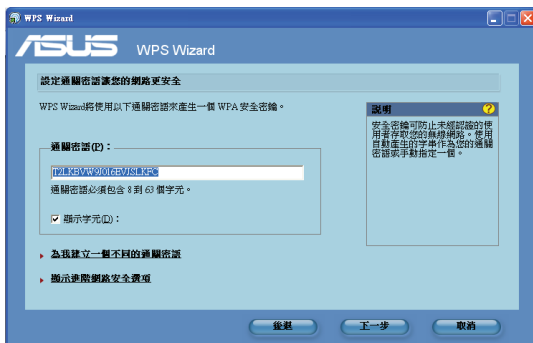 WPS Wizard
ASUS WPS Wizard
設定通關密語讓您的網路更安全
WPS Wizard將使用以下通關密語來產生一個 WPA 安全密鑰。
通關密語(P)：
通關密語必須包含 8 到 63 個字元。
顯示字元(D)：
為我建立一個不同的通關密語
顯示進階網路安全選項
說明
安全密鑰可防止未經認證的使
用者存取您的無線網路。使用
自動產生的字串作為您的通關
密語或手動指定一個。
後退
下一步
取消